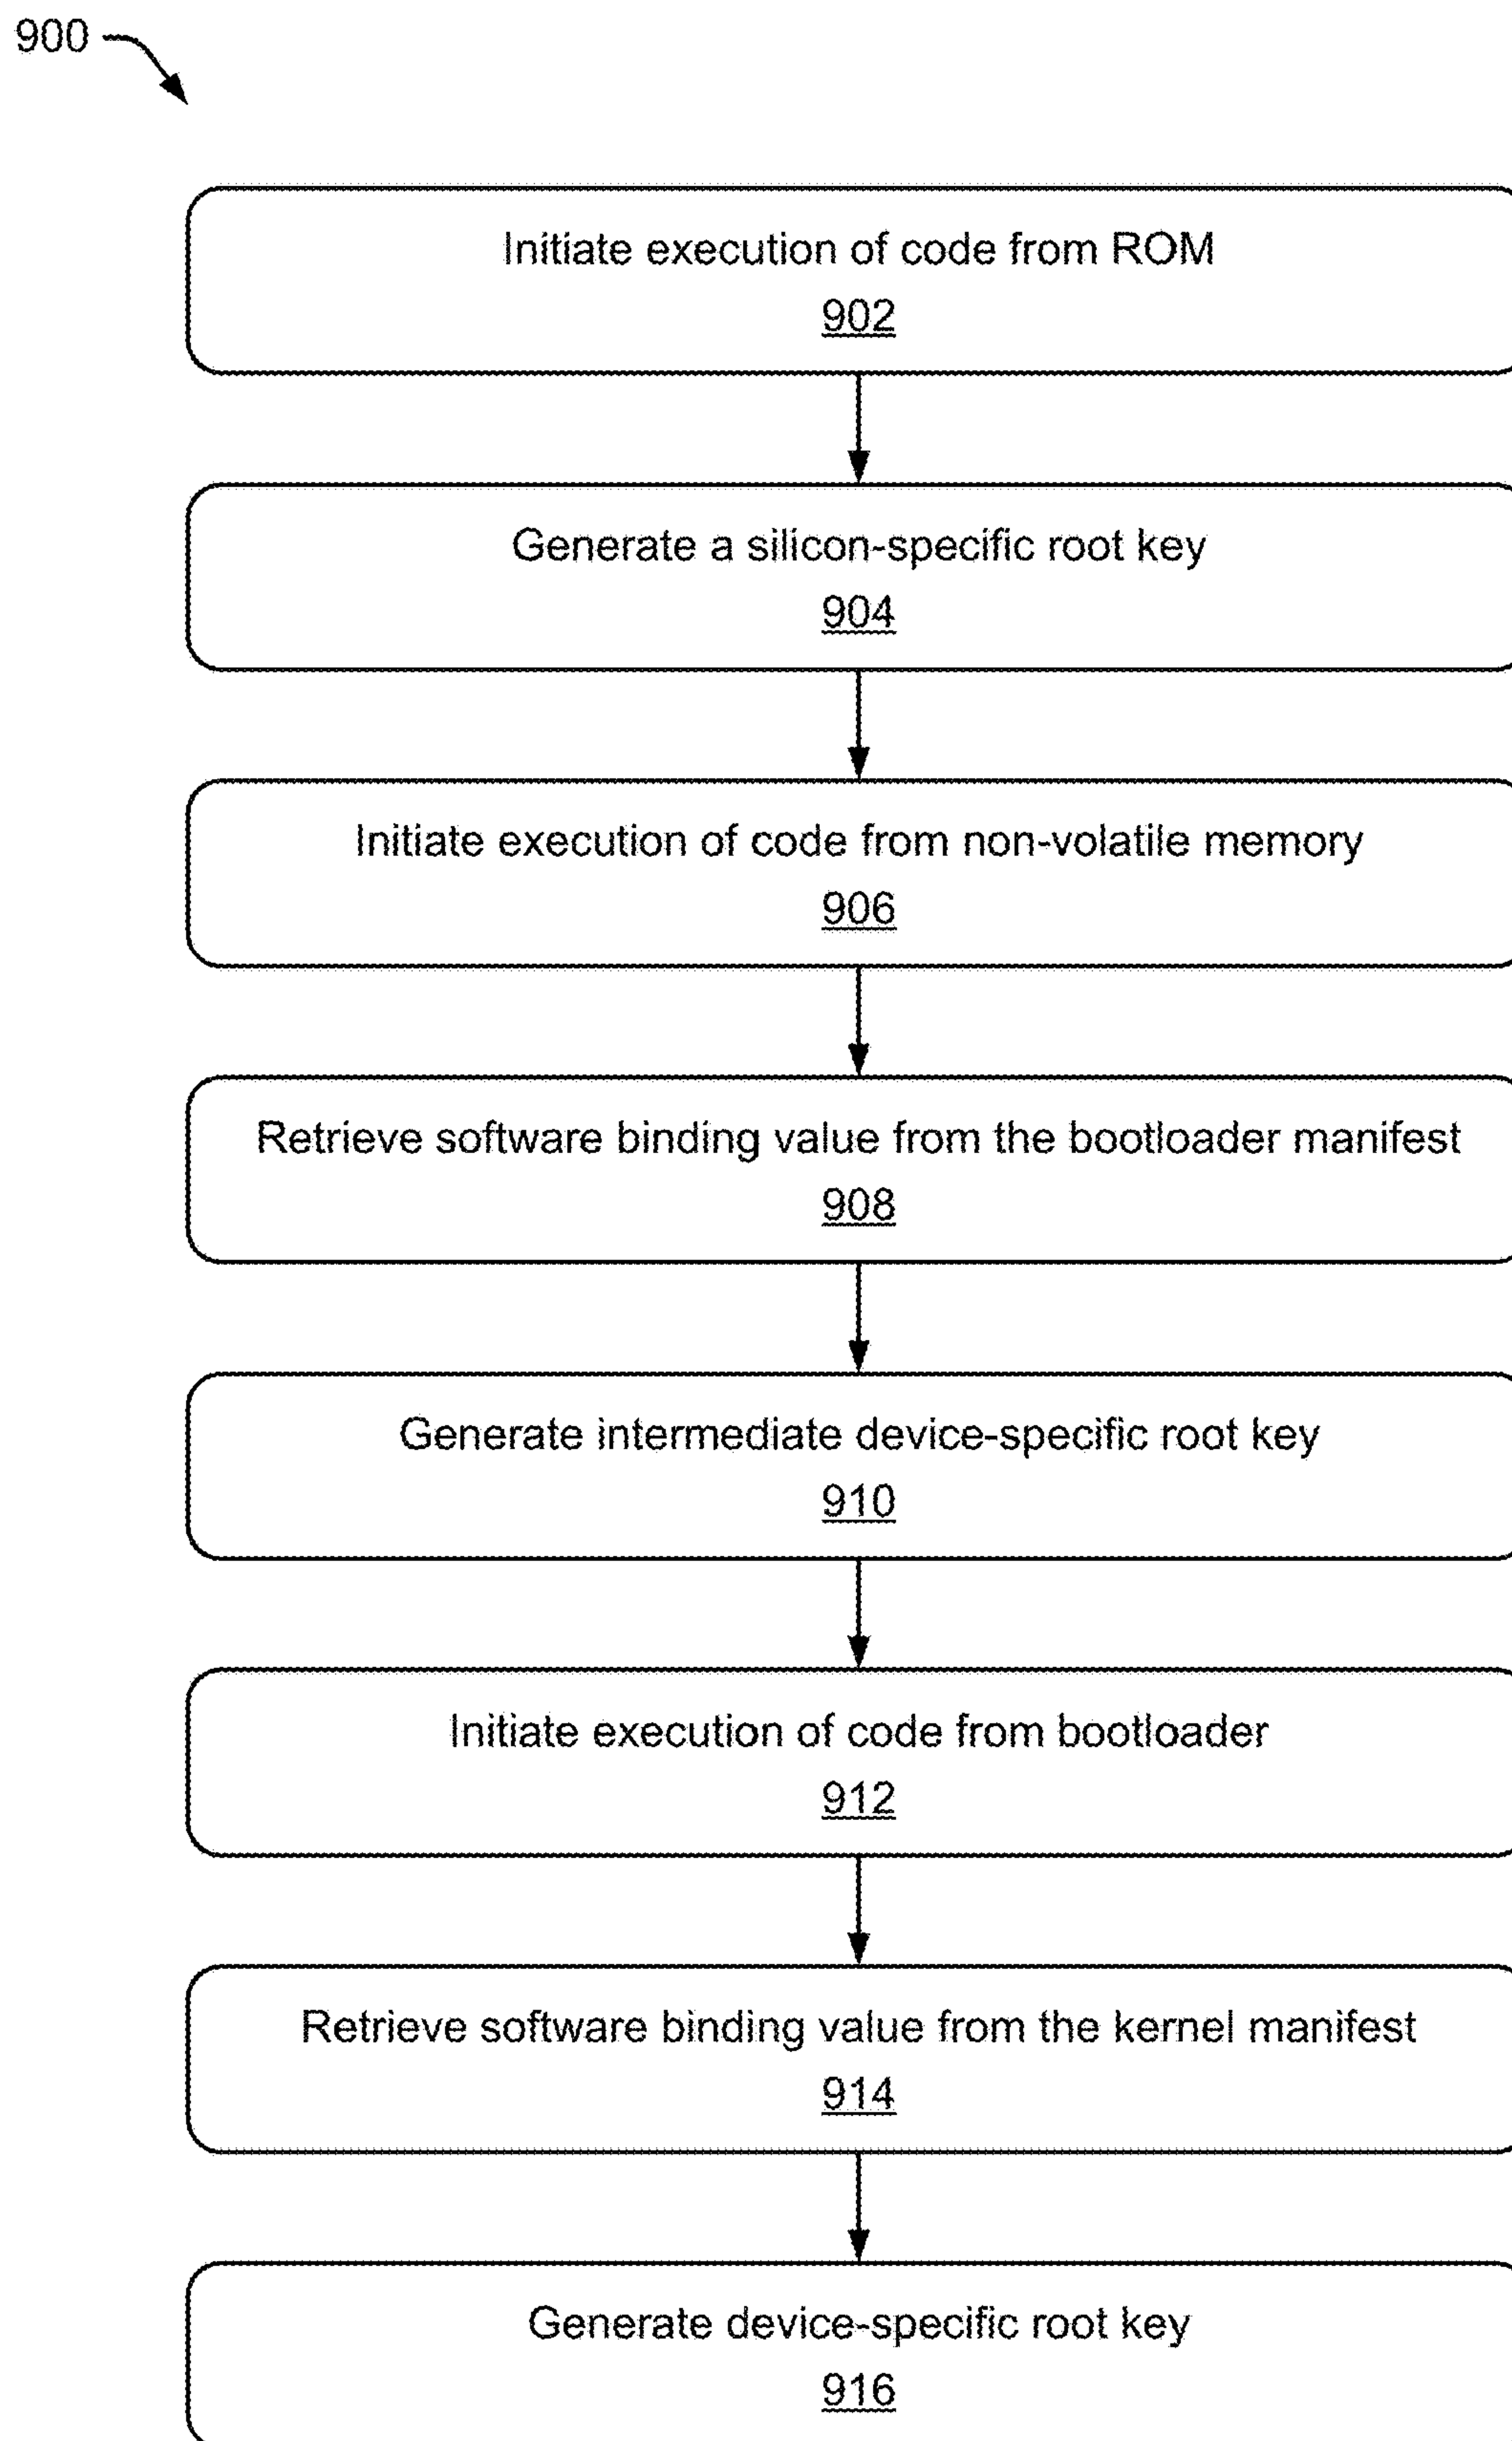 900
Initiate execution of code from ROM
902
Generate a silicon-specific root key
904
Initiate execution of code from non-volatile memory
906
Retrieve software binding value from the bootloader manifest
908
Generate intermediate device-specific root key
910
Initiate execution of code from bootloader
912
Retrieve software binding value from the kernel manifest
914
Generate device-specific root key
916